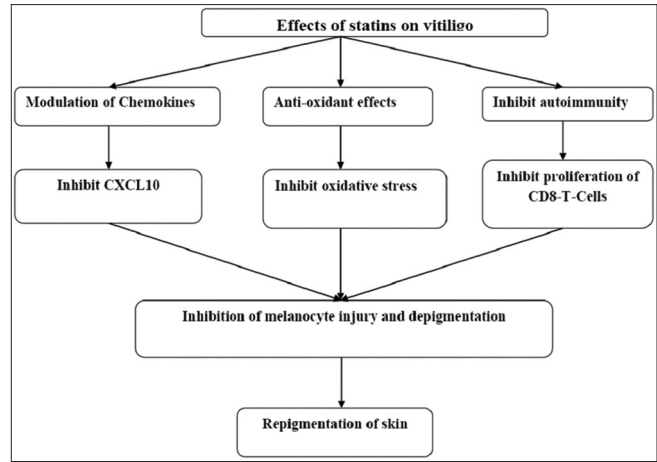 Effects of statins on vitiligo
Modulation of Chemokines
Anti-oxidant effects
Inhibit autoimmunity
Inhibit CXCL10
Inhibit oxidative stress
Inhibit proliferation of
CD8-T-Cells
Inhibition of melanocyte injury and depigmentation
Repigmentation of skin